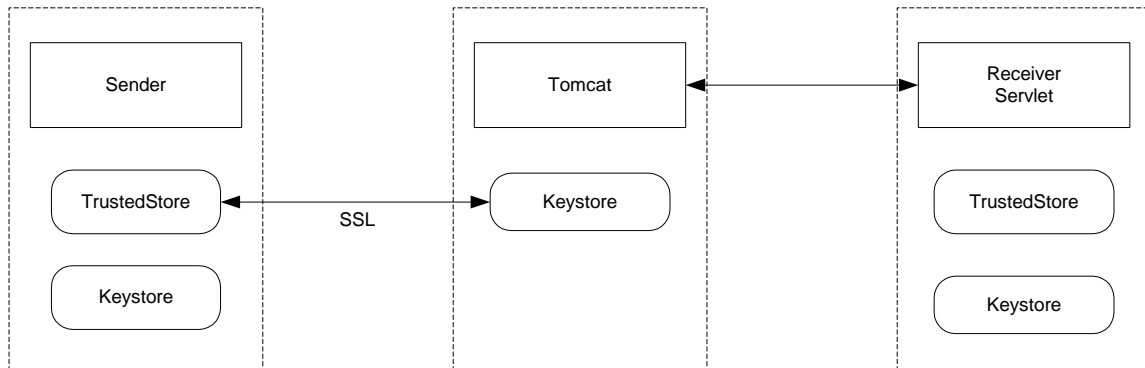 Sender
Tomcat
Receiver
Servlet
TrustedStore
SSL
Keystore
TrustedStore
Keystore
Keystore